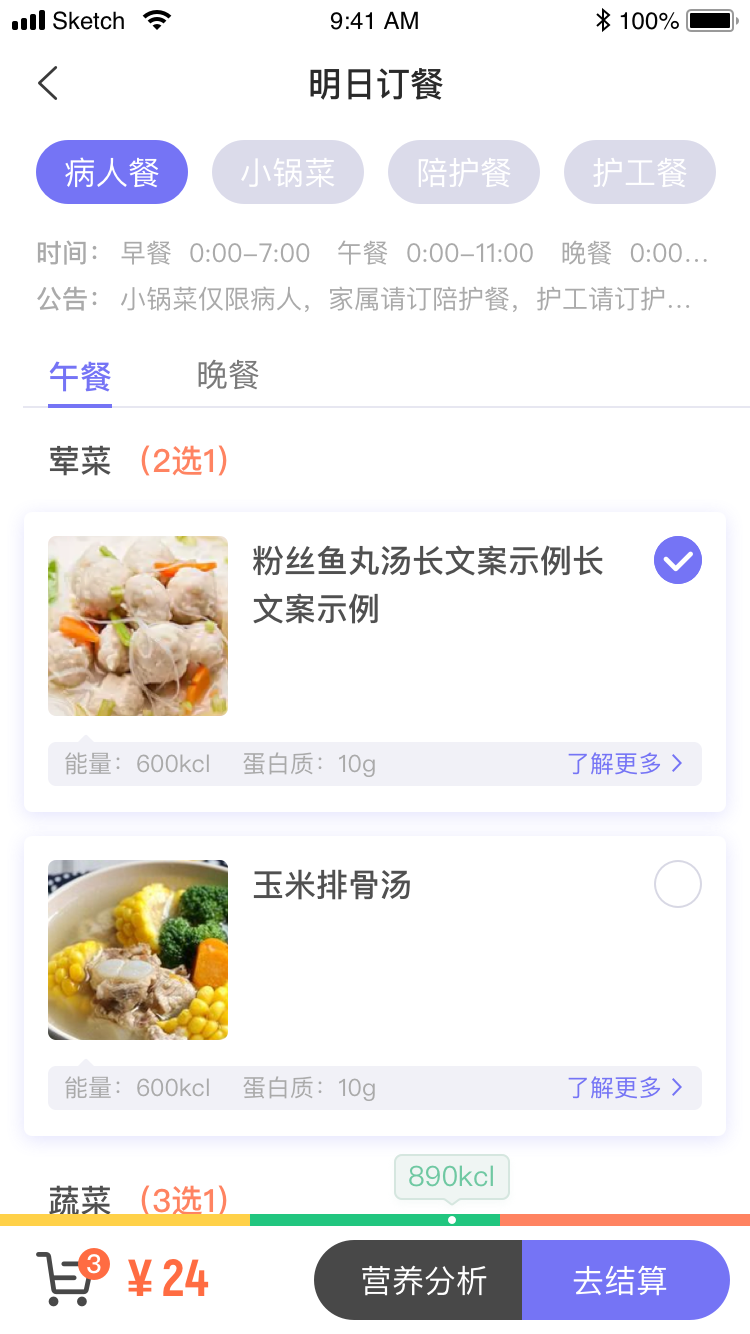 Sketch 9:41 AM 100%
明日订餐
病人餐 小锅菜 陪护餐 护工餐
时间： 早餐 0:00–7:00 午餐 0:00–11:00 晚餐 0:00...
公告： 小锅菜仅限病人，家属请订陪护餐，护工请订护...
午餐 晚餐
荤菜 （2选1）
粉丝鱼丸汤长文案示例长
文案示例
能量：600kcl 蛋白质：10g 了解更多
玉米排骨汤
能量：600kcl 蛋白质：10g 了解更多
890kcl
蔬菜 （3选1）
3 ¥ 24 营养分析 去结算